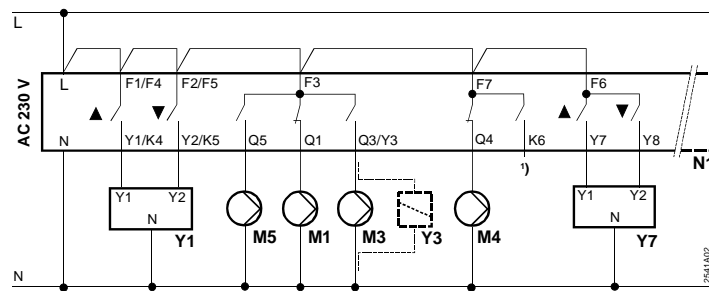 L
L F1/F4 F2/F5 F3 F7 F6
AC 230 V
N Y1/K4 Y2/K5 Q5 Q1 Q3/Y3 Q4 K6 Y7 Y8
N1
1)
Y1 Y2
N
Y1
M5 M1 M3 Y3 M4
Y1 Y2
N
Y7
N
2541A02